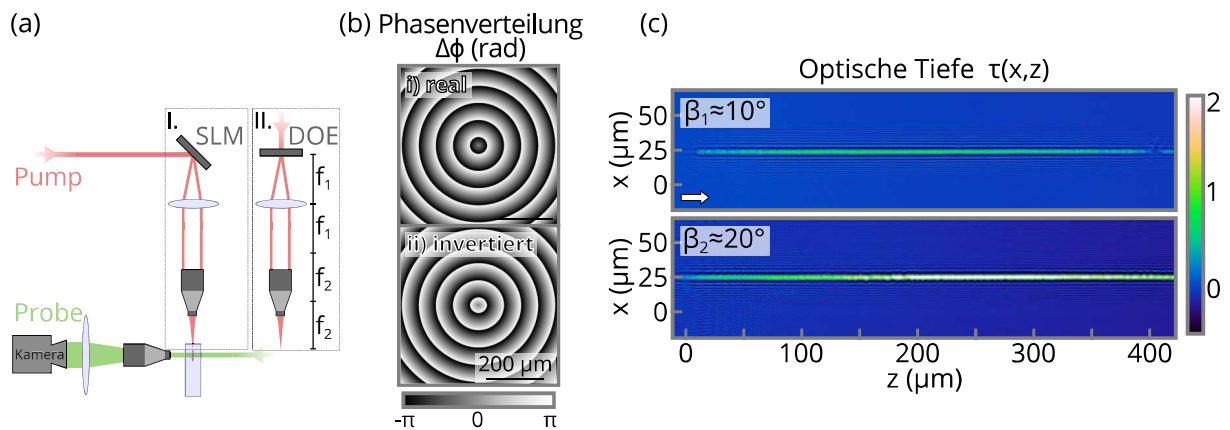 (a)
I.
SLM
II.
DOE
Pump
f₁
f₁
f₂
f₂
Probe
Kamera
(b) Phasenverteilung
Δϕ (rad)
i) real
ii) invertiert
200 μm
-π 0 π
(c)
Optische Tiefe τ(x,z)
β₁≈10°
x (μm)
50
25
0
β₂≈20°
x (μm)
50
25
0
0 100 200 300 400
z (μm)
2
1
0